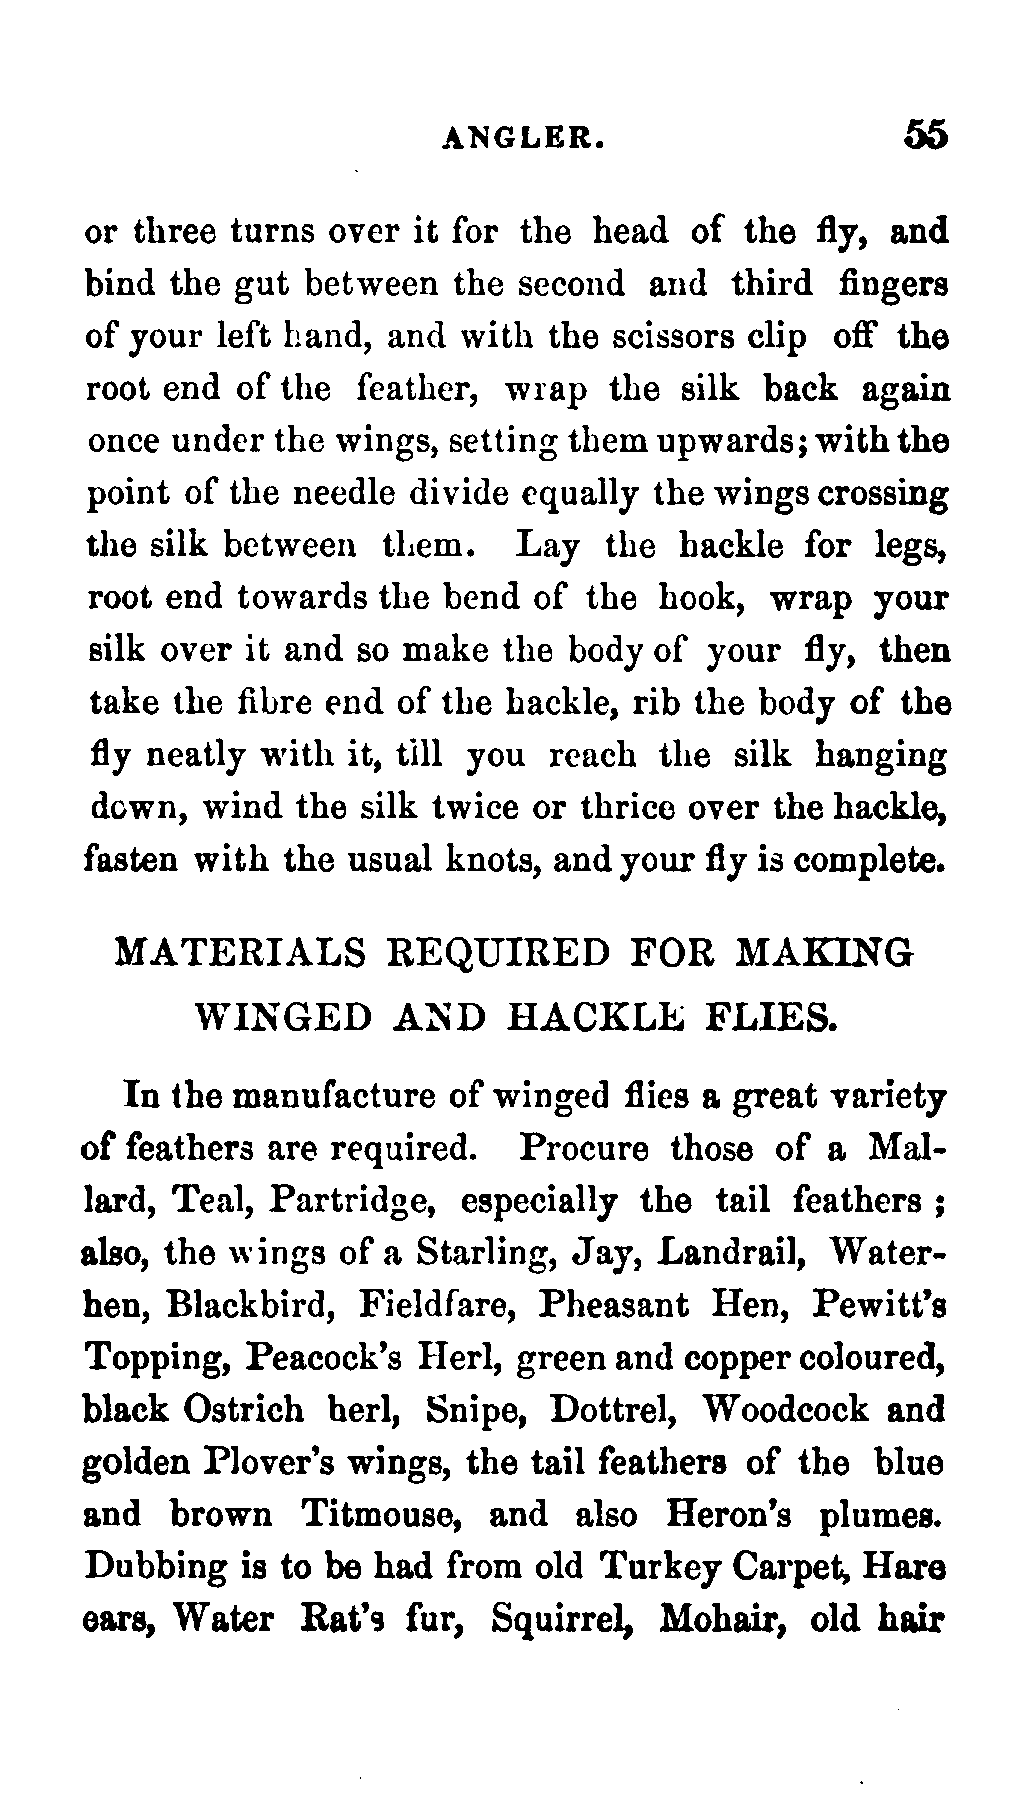 ANGLER. 55
or three turns over it for the head of the fly, and
bind the gut between the second and third fingers
of your left hand, and with the scissors clip off the
root end of the feather, wrap the silk back again
once under the wings, setting them upwards; with the
point of the needle divide equally the wings crossing
the silk between them. Lay the hackle for legs,
root end towards the bend of the hook, wrap your
silk over it and so make the body of your fly, then
take the fibre end of the hackle, rib the body of the
fly neatly with it, till you reach the silk hanging
down, wind the silk twice or thrice over the hackle,
fasten with the usual knots, and your fly is complete.
MATERIALS REQUIRED FOR MAKING
WINGED AND HACKLE FLIES.
In the manufacture of winged flies a great variety
of feathers are required. Procure those of a Mal-
lard, Teal, Partridge, especially the tail feathers ;
also, the wings of a Starling, Jay, Landrail, Water-
hen, Blackbird, Fieldfare, Pheasant Hen, Pewitt's
Topping, Peacock's Herl, green and copper coloured,
black Ostrich herl, Snipe, Dottrel, Woodcock and
golden Plover's wings, the tail feathers of the blue
and brown Titmouse, and also Heron's plumes.
Dubbing is to be had from old Turkey Carpet, Hare
ears, Water Rat's fur, Squirrel, Mohair, old hair